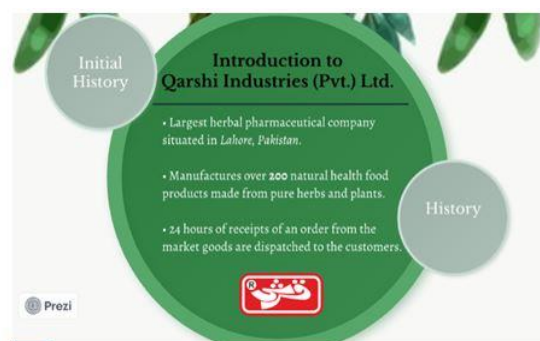 Initial
History
Introduction to
Qarshi Industries (Pvt.) Ltd.
• Largest herbal pharmaceutical company
situated in Lahore, Pakistan.
• Manufactures over 200 natural health food
products made from pure herbs and plants.
• 24 hours of receipts of an order from the
market goods are dispatched to the customers.
History
قرشی
®
Prezi